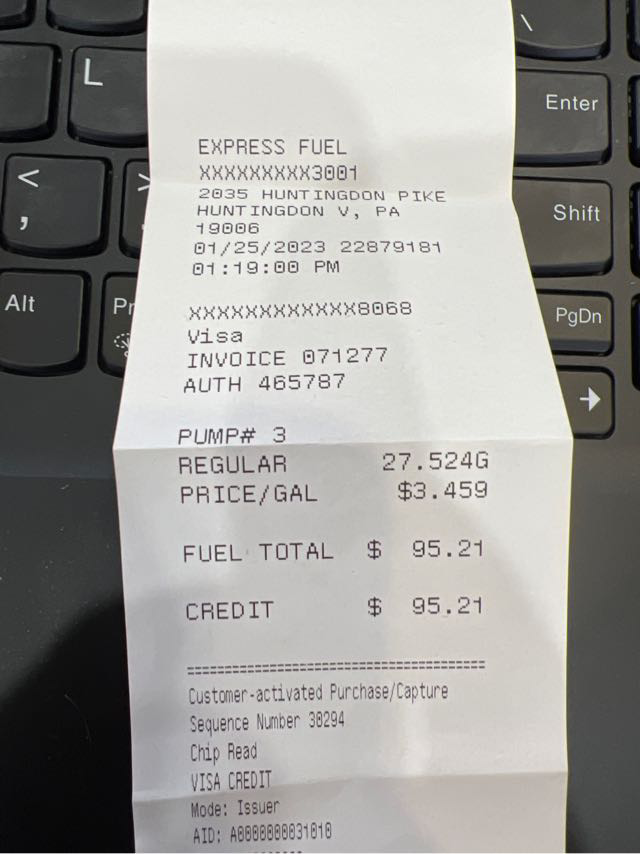 \
L
Enter
EXPRESS FUEL
XXXXXXXXX3001
<
,
>
2035 HUNTINGDON PIKE
HUNTINGDON V, PA
19006
Shift
01/25/2023 22879181
01:19:00 PM
Alt
XXXXXXXXXXXX8068
PgDn
Visa
INVOICE 071277
AUTH 465787
PUMP# 3
REGULAR 27.524G
PRICE/GAL $3.459
FUEL TOTAL $ 95.21
CREDIT $ 95.21
========================================
Customer-activated Purchase/Capture
Sequence Number 30294
Chip Read
VISA CREDIT
Mode: Issuer
AID: A0000000031010